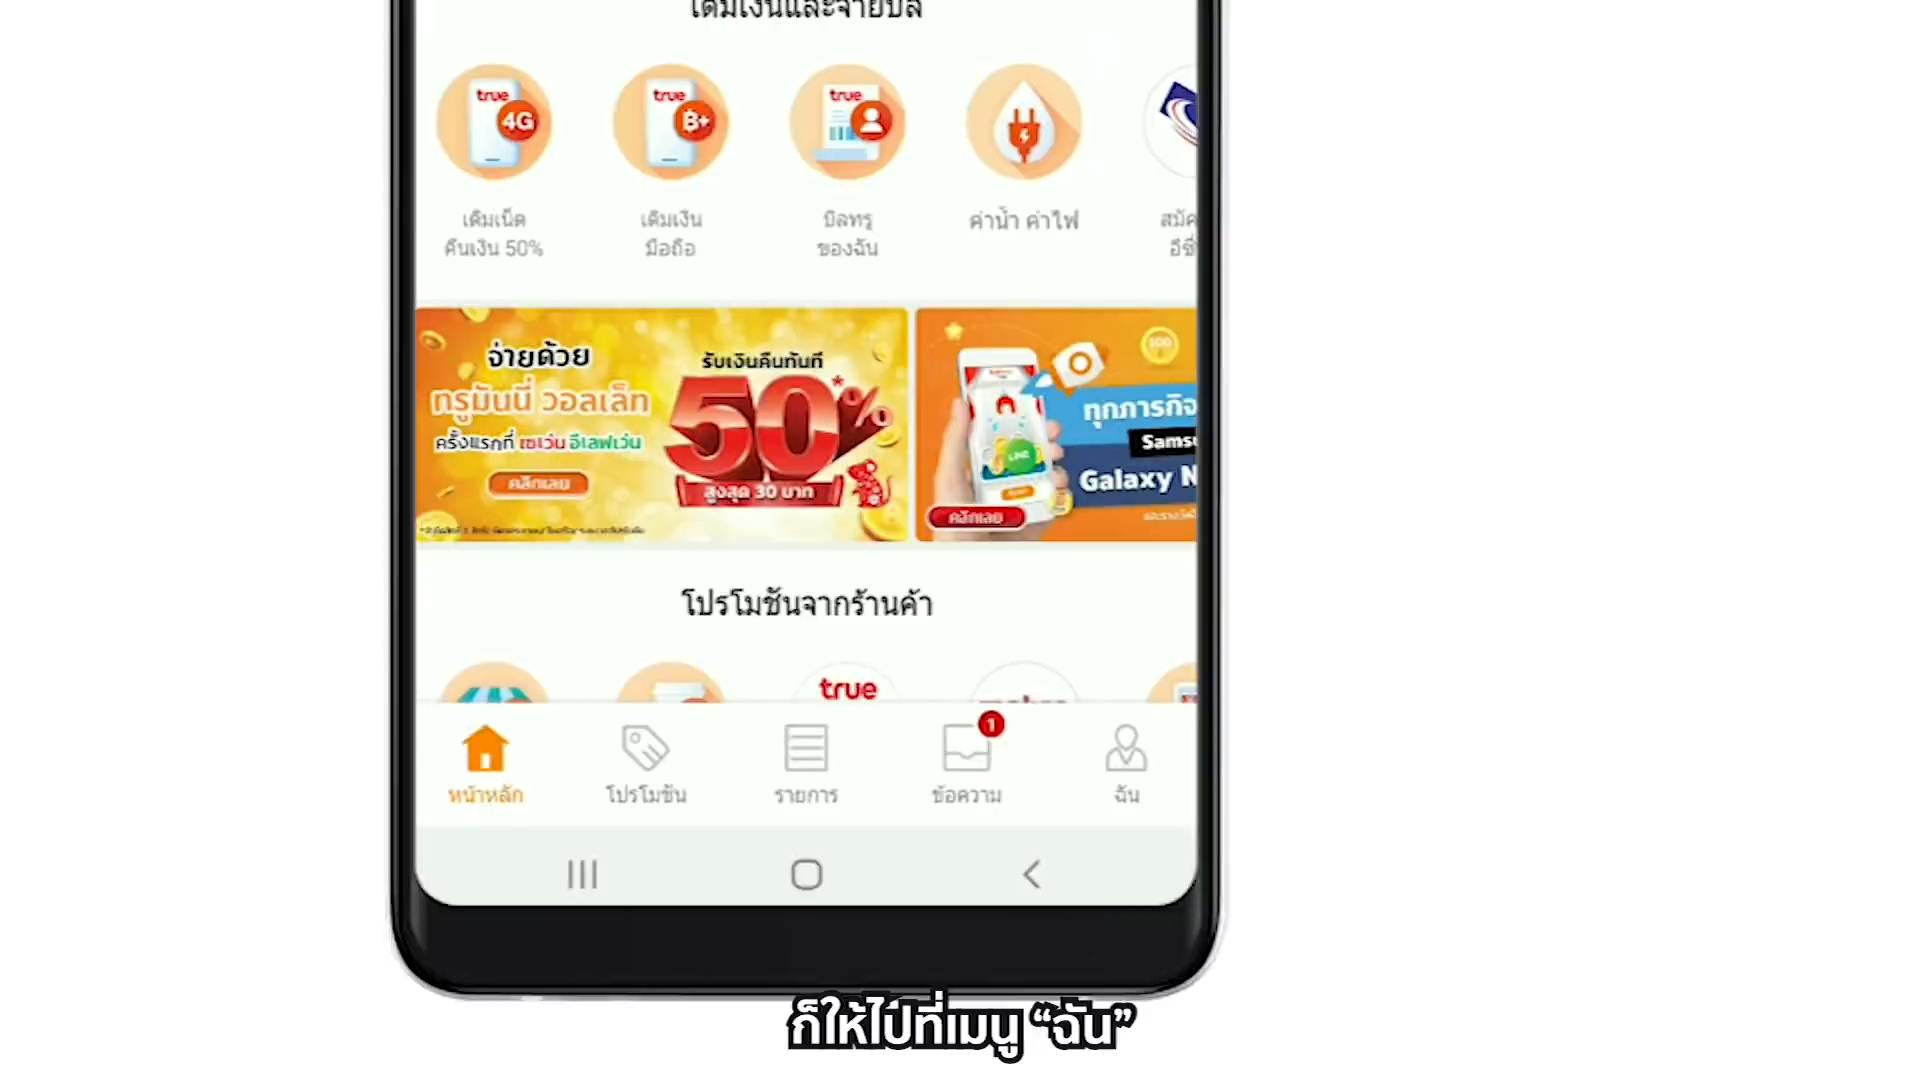 เติมเงินและจ่ายบิล
true
4G
true
฿+
true
เติมเน็ต
คืนเงิน 50%
เติมเงิน
มือถือ
บิลทรู
ของฉัน
ค่าน้ำ ค่าไฟ
สมัค
อีซี่
จ่ายด้วย
ทรูมันนี่ วอลเล็ท
ครั้งแรกที่ เซเว่น อีเลฟเว่น
คลิกเลย
รับเงินคืนทันที
50%*
สูงสุด 30 บาท
100
ทุกภารกิจ
Samsu
Galaxy N
LINE
คลิกเลย
โปรโมชันจากร้านค้า
true
1
หน้าหลัก
โปรโมชัน
รายการ
ข้อความ
ฉัน
ก็ให้ไปที่เมนู “ฉัน”